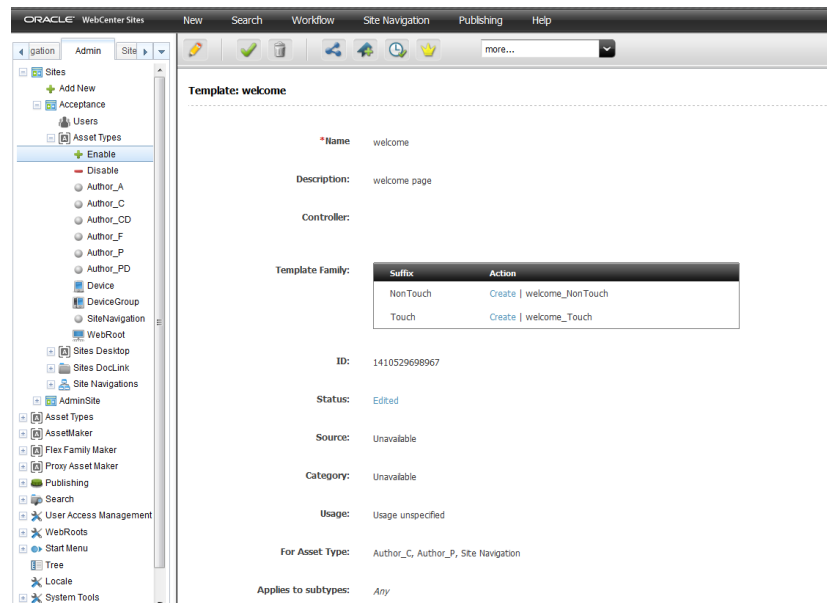 ORACLE® WebCenter Sites New Search Workflow Site Navigation Publishing Help
gation Admin Site more...
Sites
Add New
Acceptance
Users
Asset Types
Enable
Disable
Author_A
Author_C
Author_CD
Author_F
Author_P
Author_PD
Device
DeviceGroup
SiteNavigation
WebRoot
Sites Desktop
Sites DocLink
Site Navigations
AdminSite
Asset Types
AssetMaker
Flex Family Maker
Proxy Asset Maker
Publishing
Search
User Access Management
WebRoots
Start Menu
Tree
Locale
System Tools
Template: welcome
*Name welcome
Description: welcome page
Controller:
Template Family: Suffix Action
NonTouch Create | welcome_NonTouch
Touch Create | welcome_Touch
ID: 1410529698967
Status: Edited
Source: Unavailable
Category: Unavailable
Usage: Usage unspecified
For Asset Type: Author_C, Author_P, Site Navigation
Applies to subtypes: Any